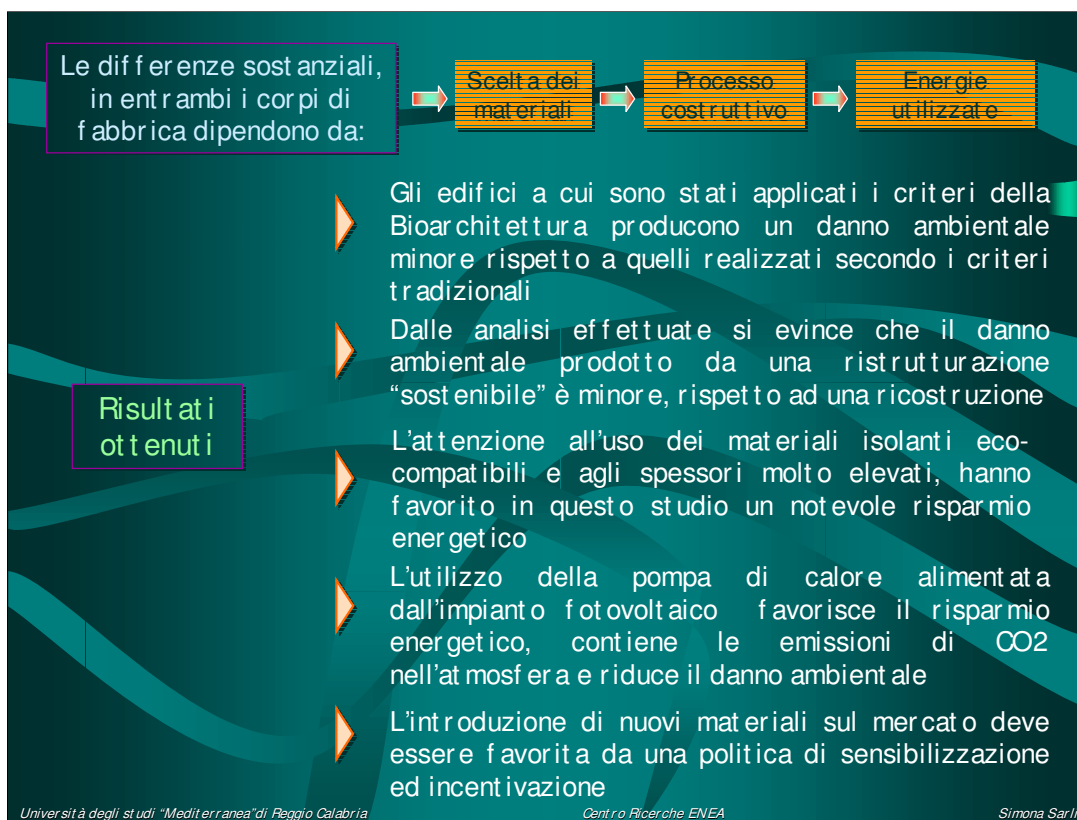 Le differenze sostanziali,
in entrambi i corpi di
fabbrica dipendono da:
Scelta dei
materiali
Processo
costruttivo
Energie
utilizzate
Gli edifici a cui sono stati applicati i criteri della
Bioarchitettura producono un danno ambientale
minore rispetto a quelli realizzati secondo i criteri
tradizionali
Dalle analisi effettuate si evince che il danno
ambientale prodotto da una ristrutturazione
“sostenibile” è minore, rispetto ad una ricostruzione
Risultati
ottenuti
L'attenzione all'uso dei materiali isolanti eco-
compatibili e agli spessori molto elevati, hanno
favorito in questo studio un notevole risparmio
energetico
L'utilizzo della pompa di calore alimentata
dall'impianto fotovoltaico favorisce il risparmio
energetico, contiene le emissioni di CO2
nell'atmosfera e riduce il danno ambientale
L'introduzione di nuovi materiali sul mercato deve
essere favorita da una politica di sensibilizzazione
ed incentivazione
Università degli studi “Mediterranea”di Reggio Calabria
Centro Ricerche ENEA
Simona Sarli